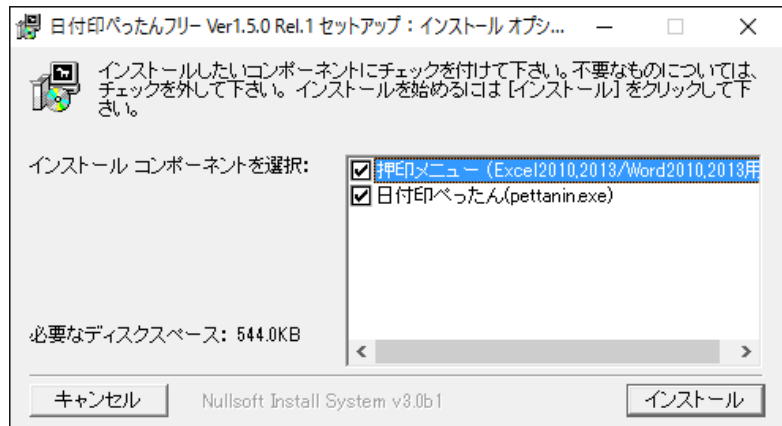 日付印ぺったんフリー Ver1.5.0 Rel.1 セットアップ：インストール オプシ...
インストールしたいコンポーネントにチェックを付けて下さい。不要なものについては、
チェックを外して下さい。インストールを始めるには [インストール] をクリックして下
さい。
インストール コンポーネントを選択:
押印メニュー（Excel2010,2013/Word2010,2013用
日付印ぺったん(pettanin.exe)
必要なディスクスペース: 544.0KB
キャンセル
Nullsoft Install System v3.0b1
インストール